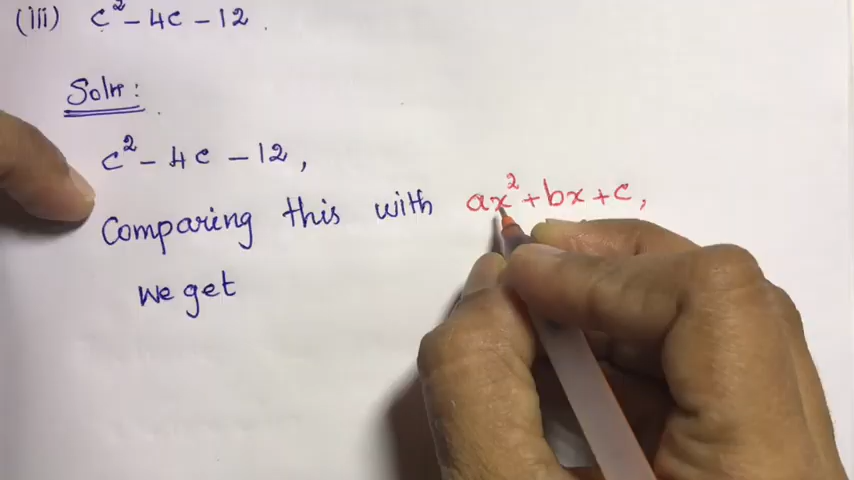 (iii) c² - 4c - 12.
Soln:
c² - 4c - 12,
Comparing this with ax² + bx + c,
We get